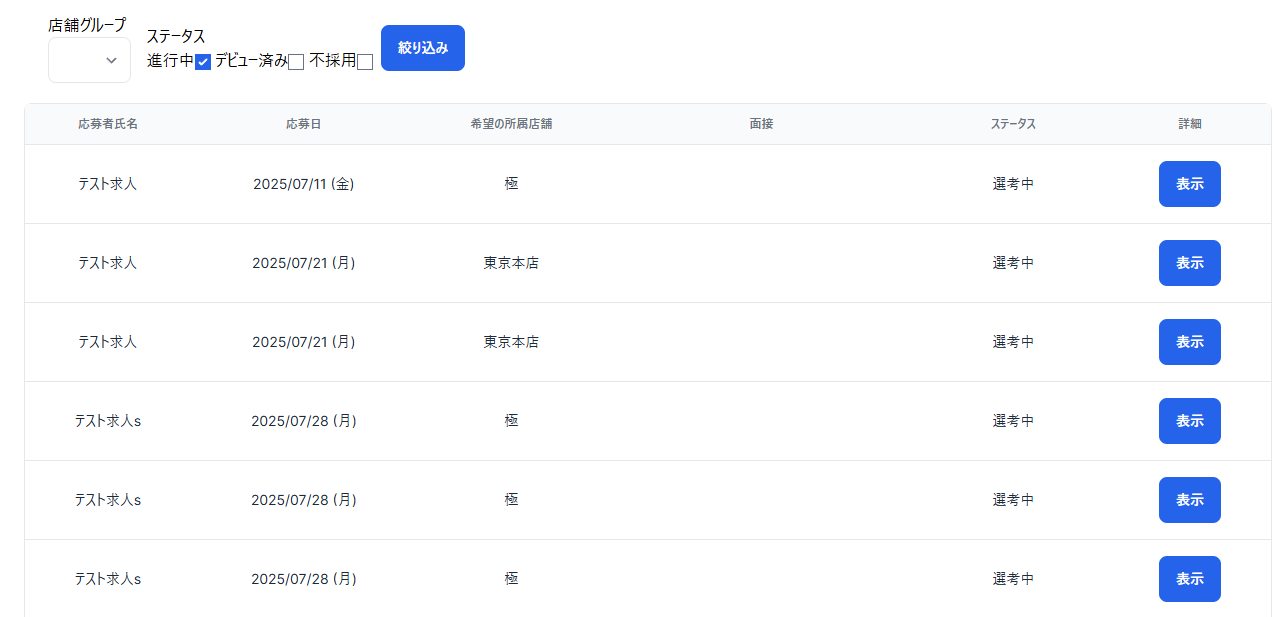 店舗グループ
ステータス
進行中 デビュー済み 不採用 絞り込み
応募者氏名 応募日 希望の所属店舗 面接 ステータス 詳細
テスト求人 2025/07/11 (金) 極 選考中 表示
テスト求人 2025/07/21 (月) 東京本店 選考中 表示
テスト求人 2025/07/21 (月) 東京本店 選考中 表示
テスト求人s 2025/07/28 (月) 極 選考中 表示
テスト求人s 2025/07/28 (月) 極 選考中 表示
テスト求人s 2025/07/28 (月) 極 選考中 表示